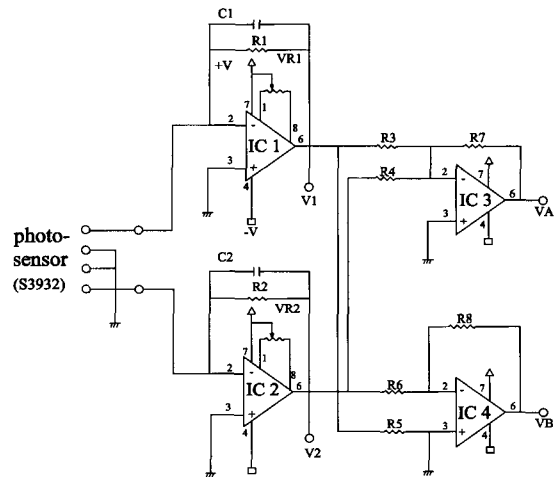 C1
R1
+V
VR1
7
1
8
2
-
IC 1
6
3
+
4
-V
V1
R3
R7
R4
2
-
7
IC 3
6
VA
3
+
4
photo-
sensor
(S3932)
C2
R2
VR2
7
1
8
2
-
IC 2
6
3
+
4
V2
R8
R6
2
-
7
IC 4
6
VB
R5
3
+
4